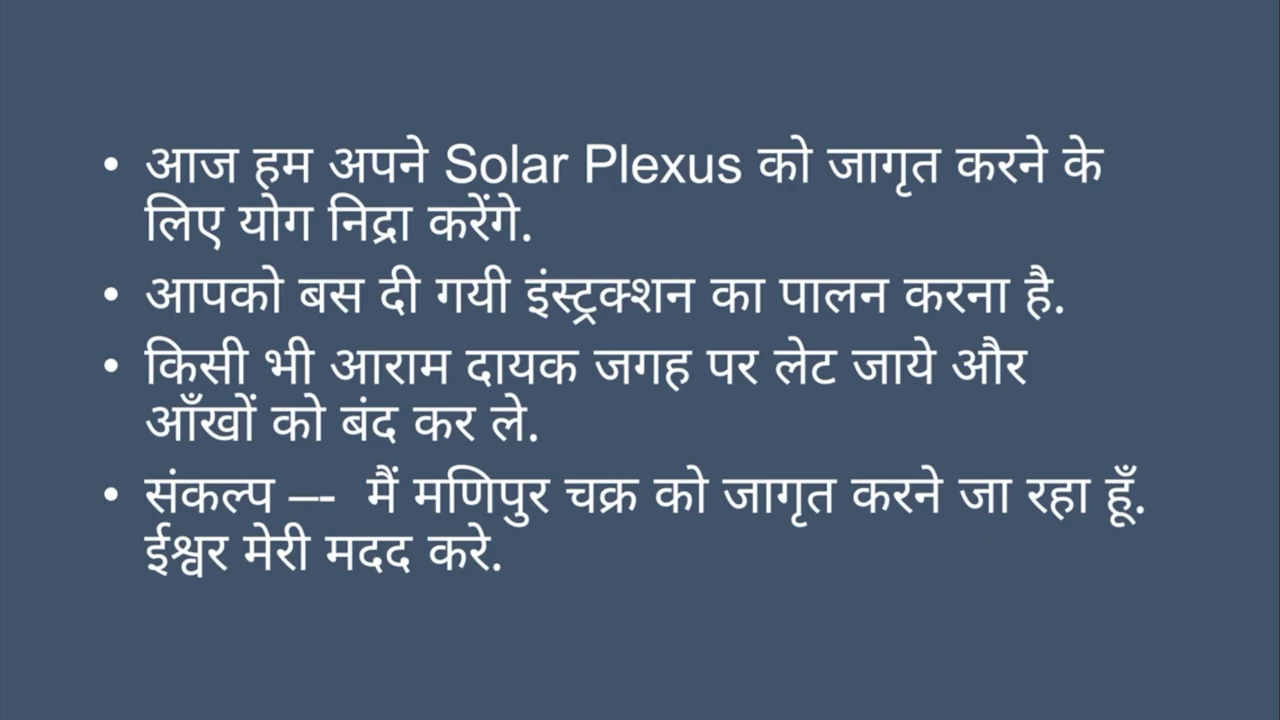 • आज हम अपने Solar Plexus को जागृत करने के
लिए योग निद्रा करेंगे.
• आपको बस दी गयी इंस्ट्रक्शन का पालन करना है.
• किसी भी आराम दायक जगह पर लेट जाये और
आँखों को बंद कर ले.
• संकल्प –-  मैं मणिपुर चक्र को जागृत करने जा रहा हूँ.
ईश्वर मेरी मदद करे.